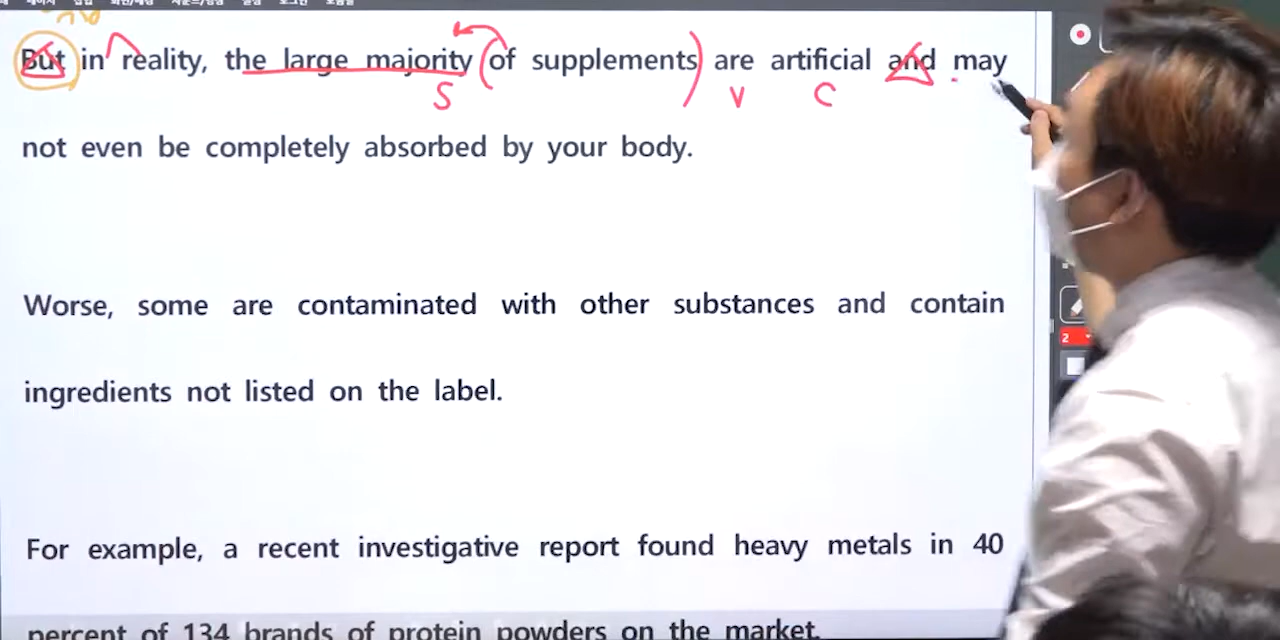 But in reality, the large majority of supplements are artificial and may
S V C
not even be completely absorbed by your body.
Worse, some are contaminated with other substances and contain
ingredients not listed on the label.
For example, a recent investigative report found heavy metals in 40
percent of 134 brands of protein powders on the market.
2